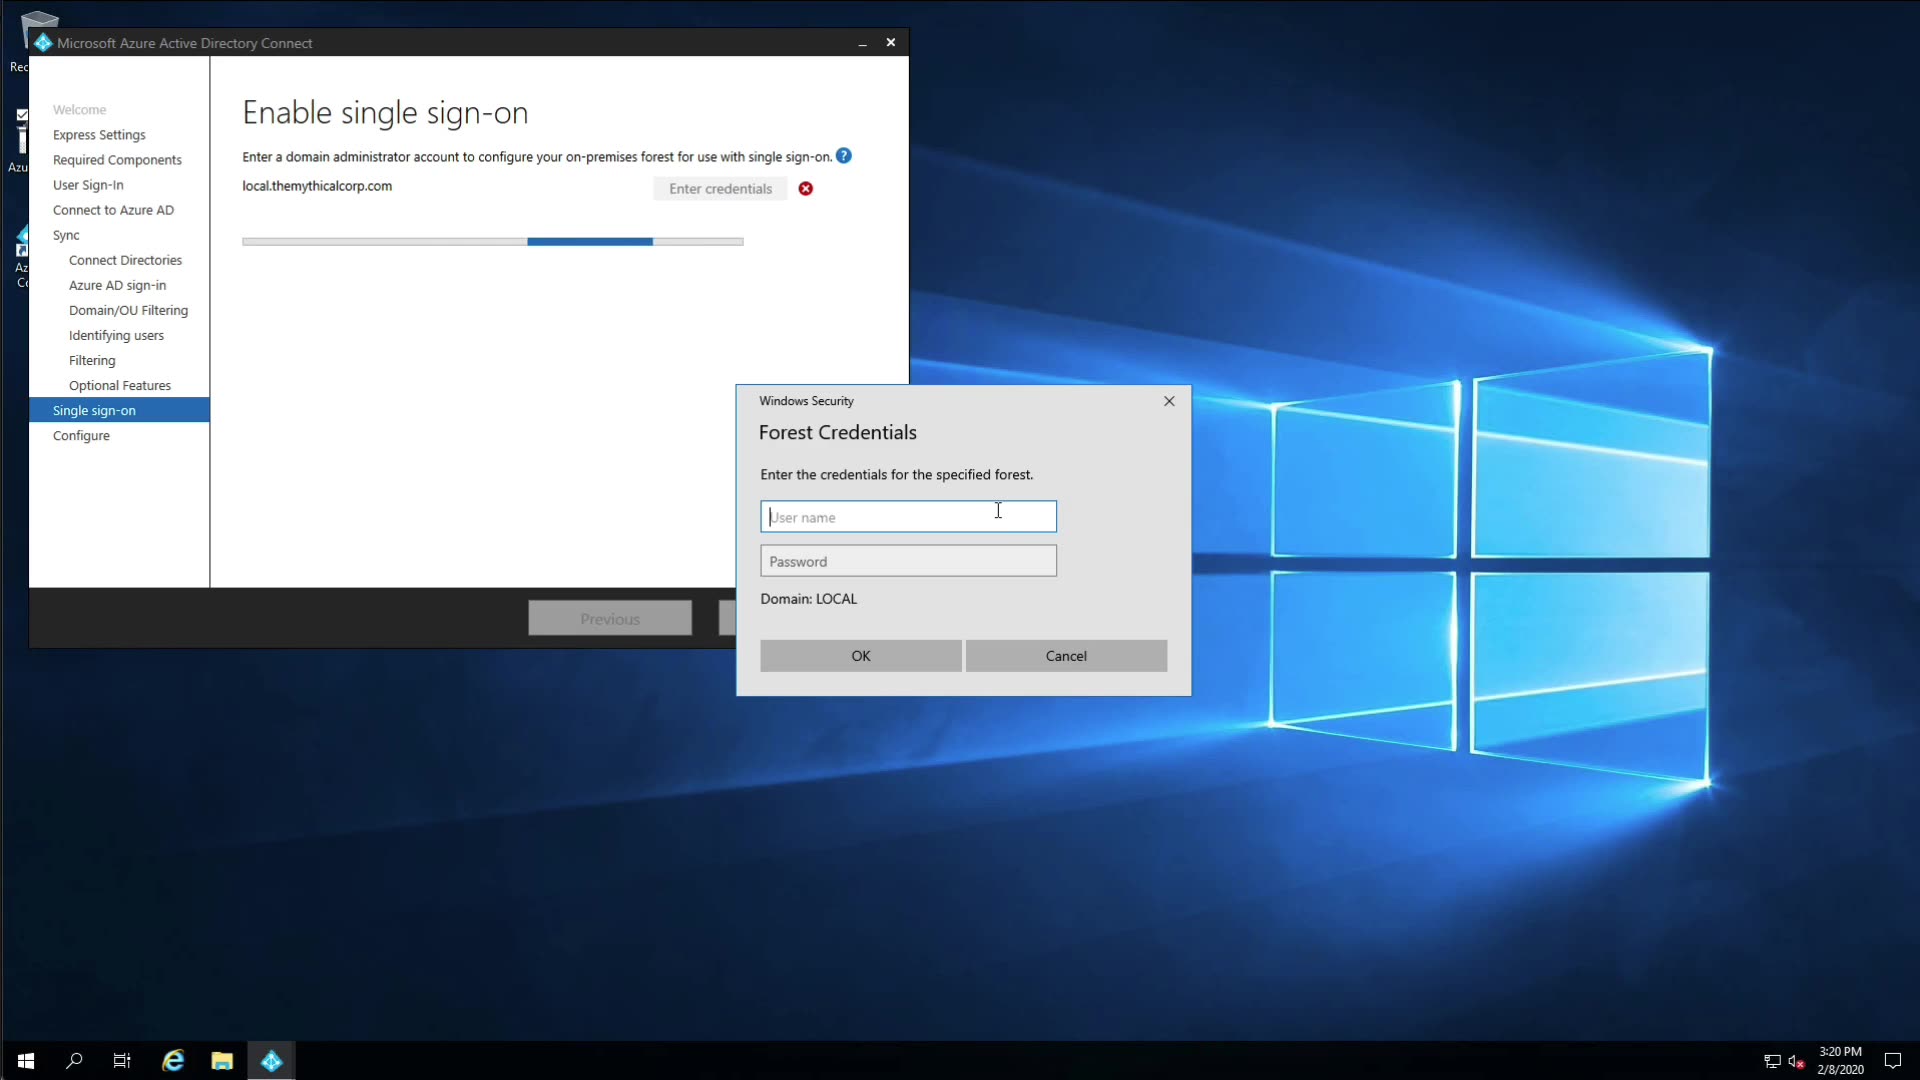 Microsoft Azure Active Directory Connect
Welcome
Express Settings
Required Components
User Sign-In
Connect to Azure AD
Sync
Connect Directories
Azure AD sign-in
Domain/OU Filtering
Identifying users
Filtering
Optional Features
Single sign-on
Configure
Enable single sign-on
Enter a domain administrator account to configure your on-premises forest for use with single sign-on. ?
local.themythicalcorp.com
Enter credentials
Previous
Windows Security
Forest Credentials
Enter the credentials for the specified forest.
User name
Password
Domain: LOCAL
OK
Cancel
3:20 PM
2/8/2020